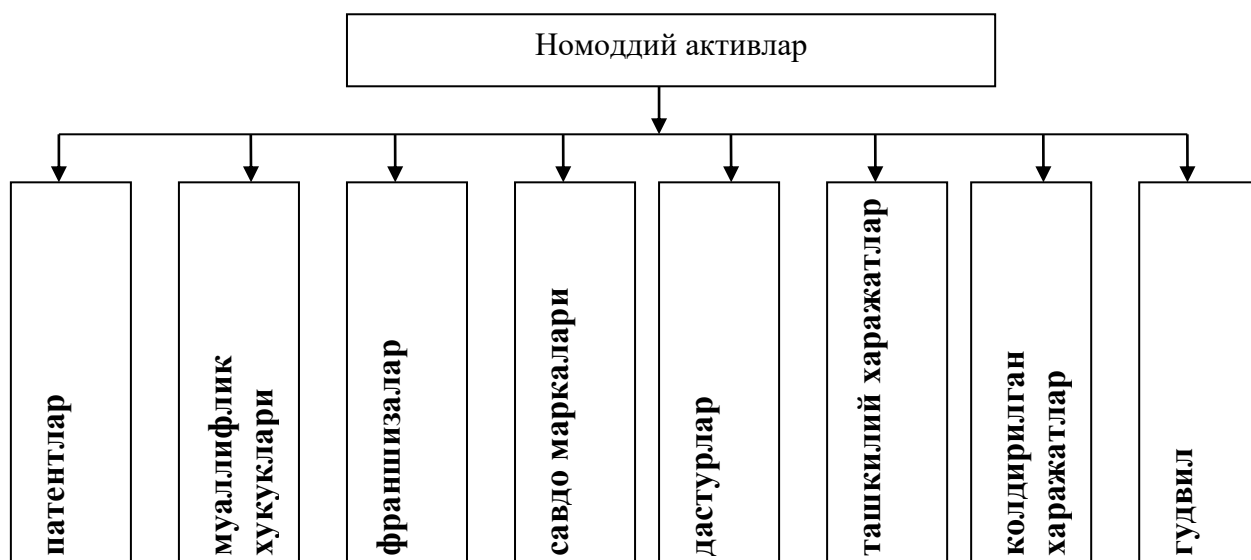 Номоддий активлар
патентлар
муаллифлик
хукуклари
франшизалар
савдо маркалари
дастурлар
ташкилий харажатлар
колдирилган
харажатлар
гудвил